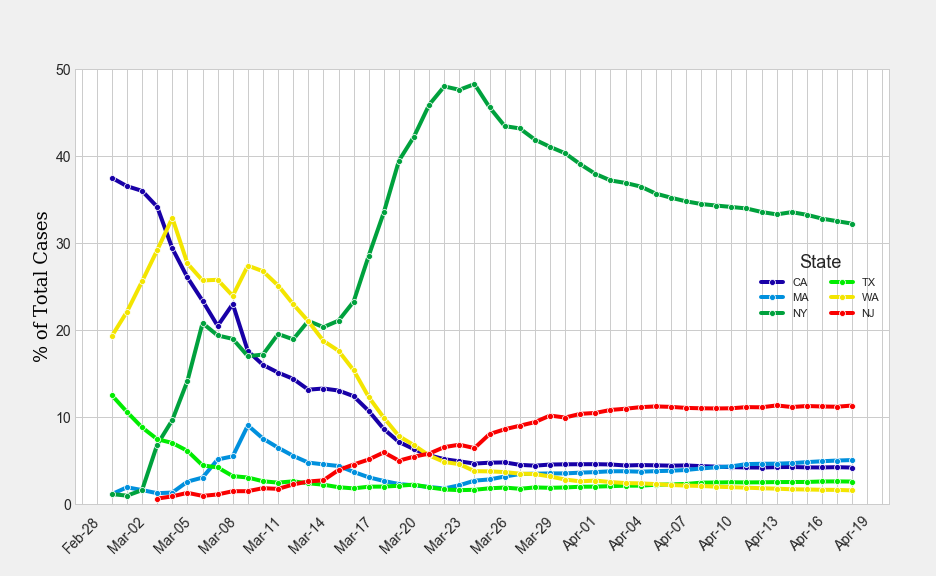 50
40
30
20
10
0
% of Total Cases
State
CA
TX
MA
WA
NY
NJ
Feb-28
Mar-02
Mar-05
Mar-08
Mar-11
Mar-14
Mar-17
Mar-20
Mar-23
Mar-26
Mar-29
Apr-01
Apr-04
Apr-07
Apr-10
Apr-13
Apr-16
Apr-19